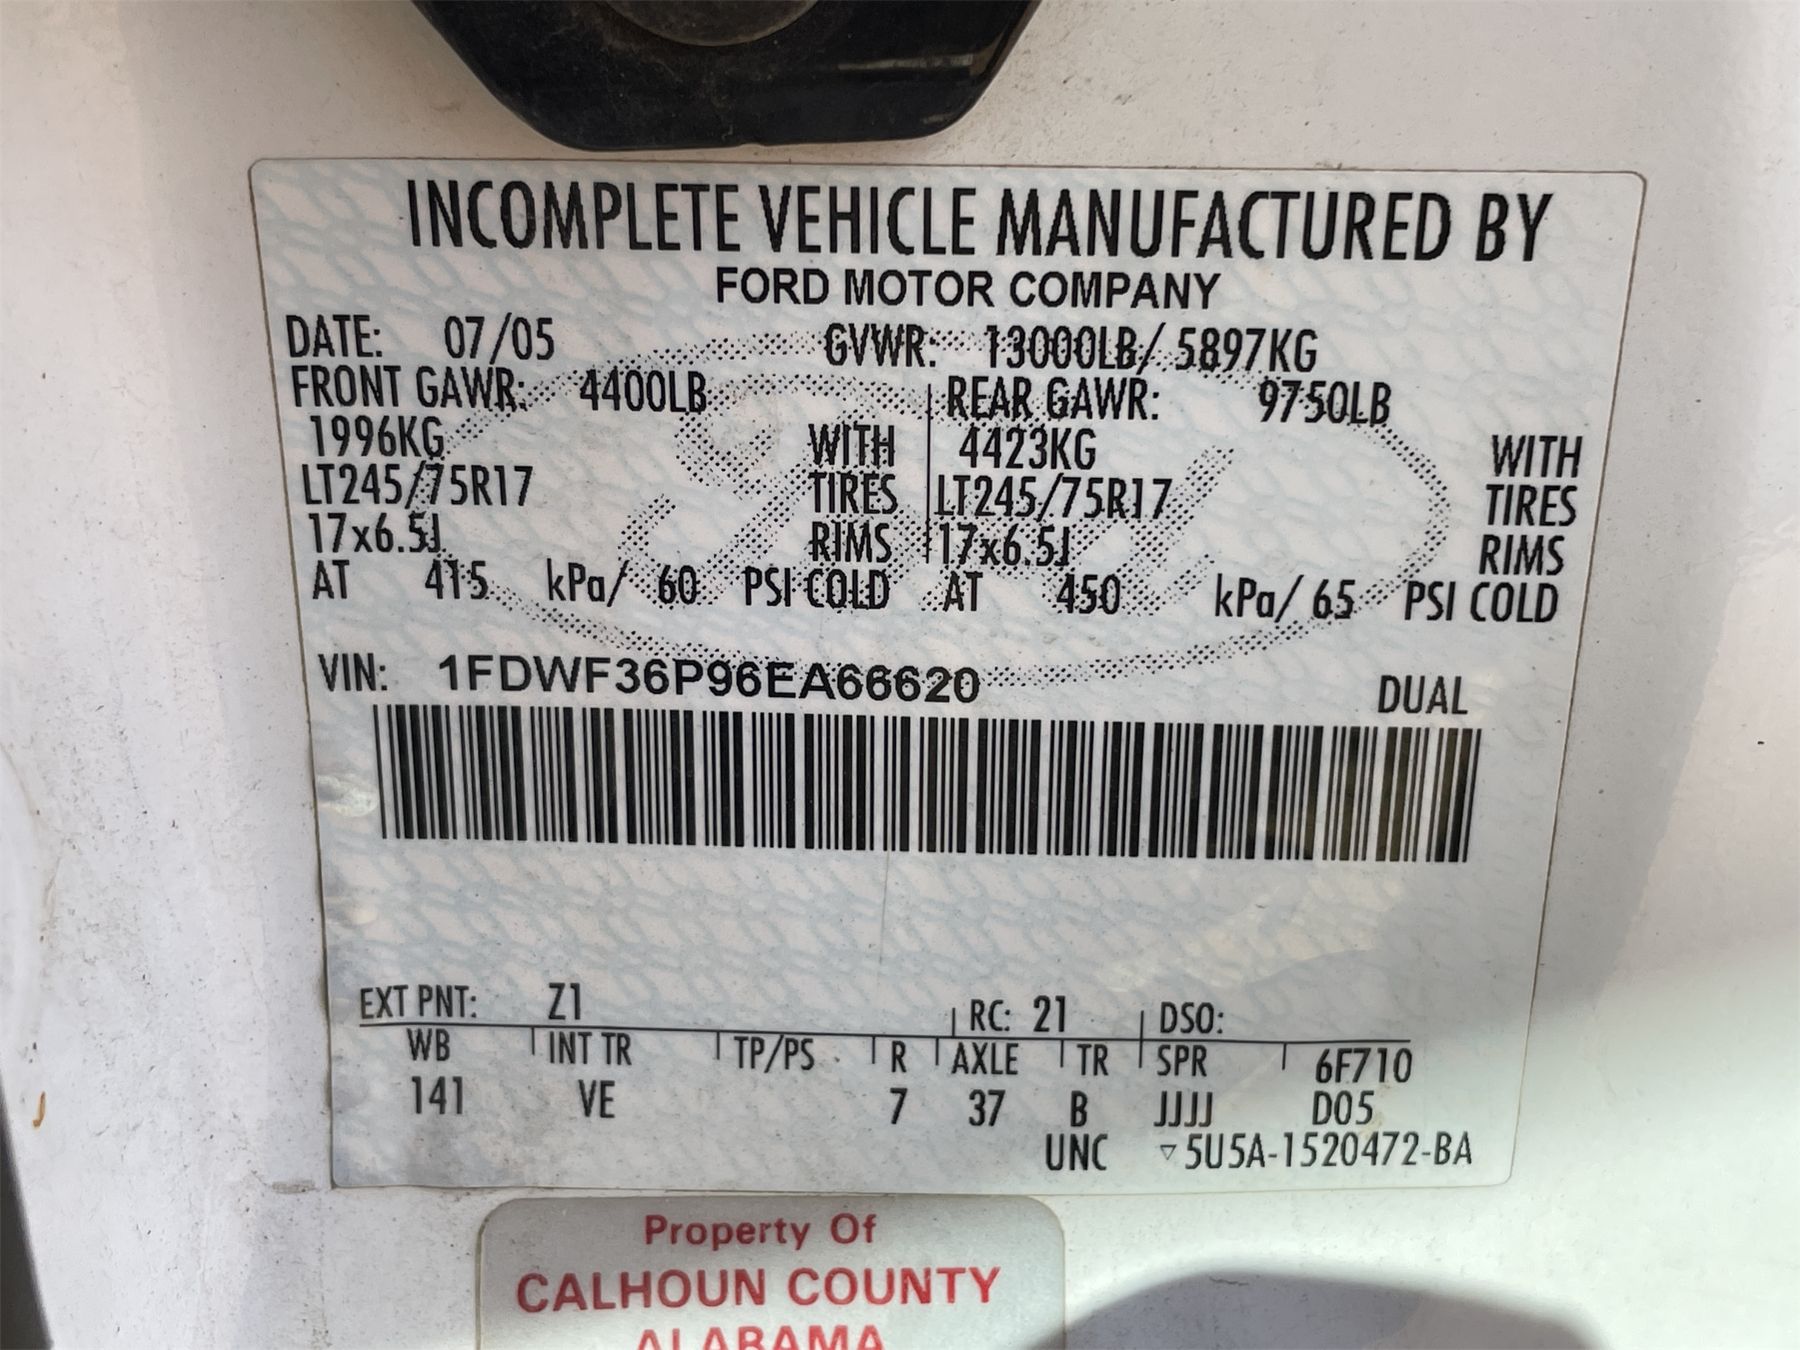 INCOMPLETE VEHICLE MANUFACTURED BY
FORD MOTOR COMPANY
DATE: 07/05 GVWR: 13000LB/ 5897KG
FRONT GAWR: 4400LB REAR GAWR: 9750LB
1996KG WITH 4423KG WITH
LT245/75R17 TIRES LT245/75R17 TIRES
17x6.5J RIMS 17x6.5J RIMS
AT 415 kPa/ 60 PSI COLD AT 450 kPa/ 65 PSI COLD
VIN: 1FDWF36P96EA66620 DUAL
EXT PNT: Z1 RC: 21 DSO:
WB INT TR TP/PS R AXLE TR SPR 6F710
141 VE 7 37 B JJJJ D05
UNC ▽5U5A-1520472-BA
Property Of
CALHOUN COUNTY
ALABAMA